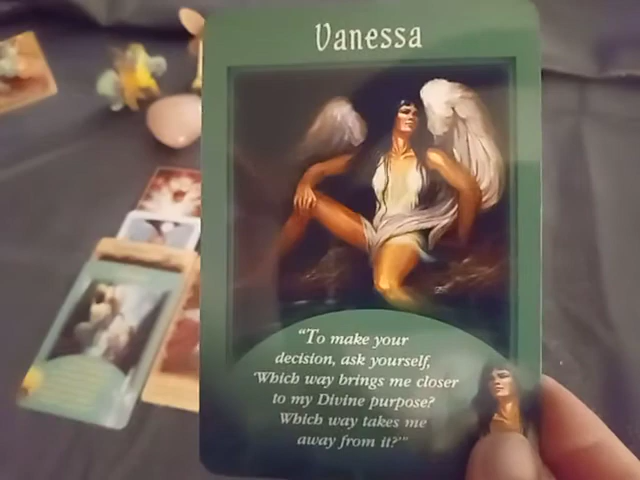 Vanessa
“To make your
decision, ask yourself,
‘Which way brings me closer
to my Divine purpose?
Which way takes me
away from it?’”